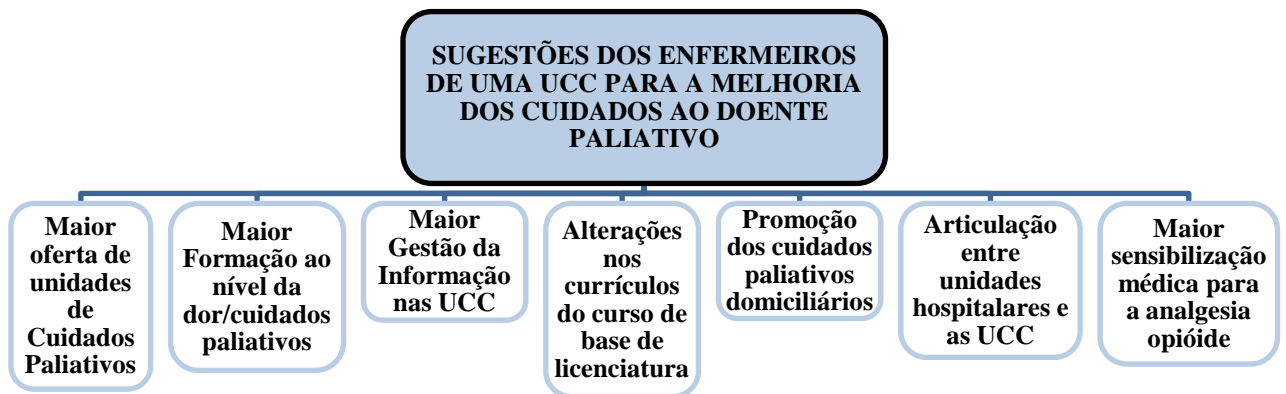 SUGESTÕES DOS ENFERMEIROS
DE UMA UCC PARA A MELHORIA
DOS CUIDADOS AO DOENTE
PALIATIVO
Maior
oferta de
unidades
de
Cuidados
Paliativos
Maior
Formação ao
nível da
dor/cuidados
paliativos
Maior
Gestão da
Informação
nas UCC
Alterações
nos
currículos
do curso de
base de
licenciatura
Promoção
dos cuidados
paliativos
domiciliários
Articulação
entre
unidades
hospitalares e
as UCC
Maior
sensibilização
médica para
a analgesia
opióide